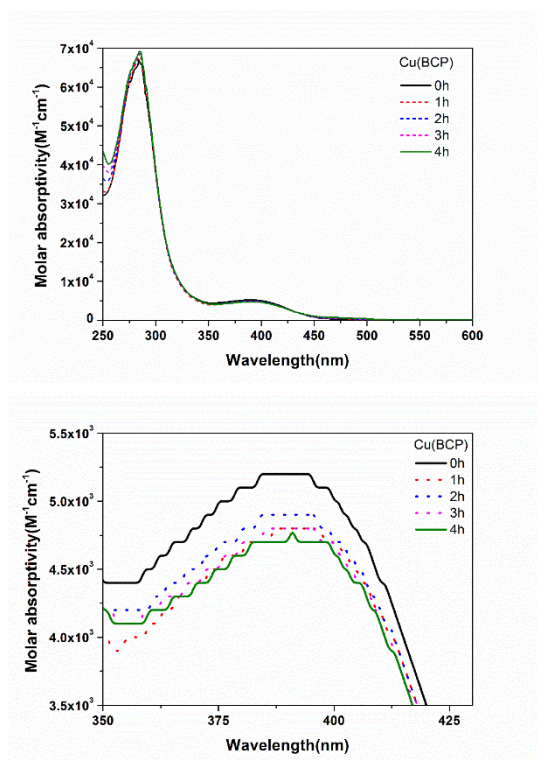 Cu(BCP)
0h
1h
2h
3h
4h
7x10⁴
6x10⁴
5x10⁴
4x10⁴
3x10⁴
2x10⁴
1x10⁴
0
Molar absorptivity(M⁻¹cm⁻¹)
250 300 350 400 450 500 550 600
Wavelength(nm)
Cu(BCP)
0h
1h
2h
3h
4h
5.5x10³
5.0x10³
4.5x10³
4.0x10³
3.5x10³
Molar absorptivity(M⁻¹cm⁻¹)
350 375 400 425
Wavelength(nm)